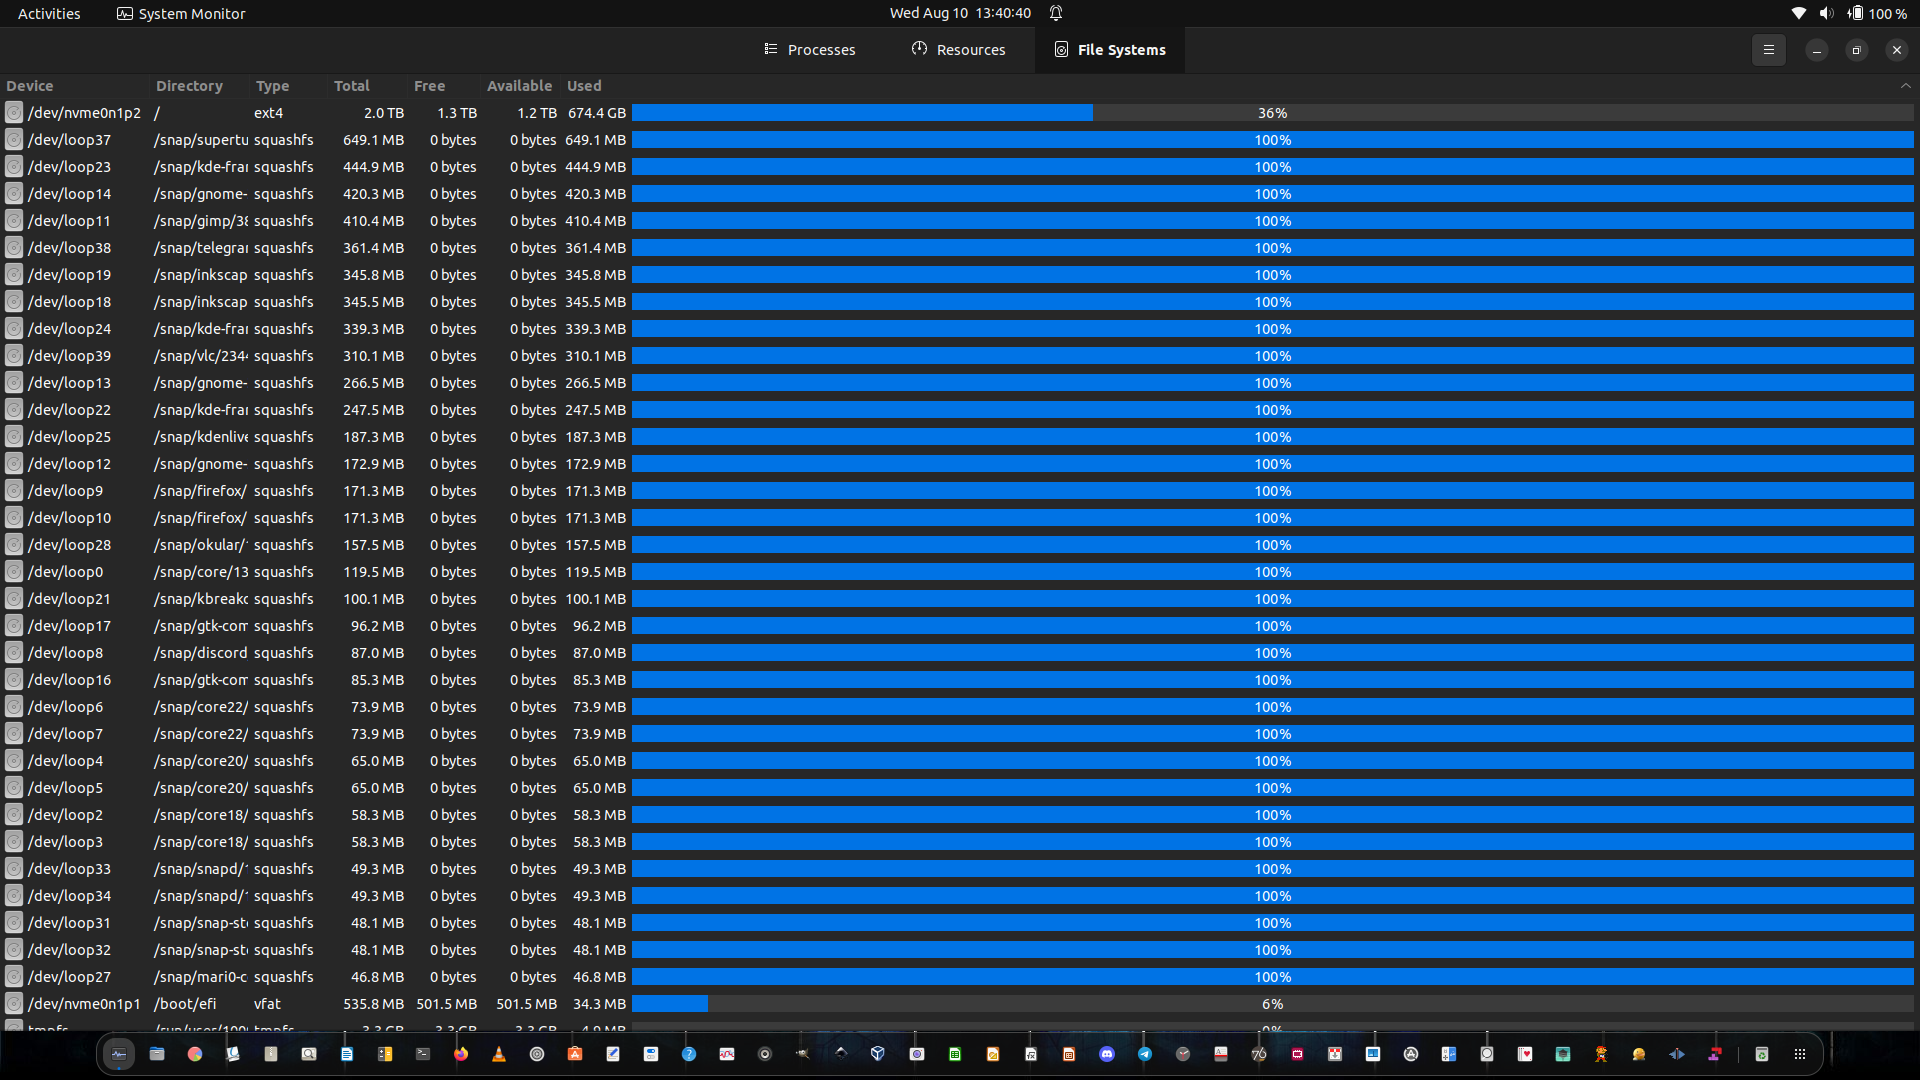 Activities System Monitor Wed Aug 10 13:40:40 100 %
Processes Resources File Systems
Device Directory Type Total Free Available Used
/dev/nvme0n1p2 / ext4 2.0 TB 1.3 TB 1.2 TB 674.4 GB 36%
/dev/loop37 /snap/supertu squashfs 649.1 MB 0 bytes 0 bytes 649.1 MB 100%
/dev/loop23 /snap/kde-fra squashfs 444.9 MB 0 bytes 0 bytes 444.9 MB 100%
/dev/loop14 /snap/gnome- squashfs 420.3 MB 0 bytes 0 bytes 420.3 MB 100%
/dev/loop11 /snap/gimp/38 squashfs 410.4 MB 0 bytes 0 bytes 410.4 MB 100%
/dev/loop38 /snap/telegra squashfs 361.4 MB 0 bytes 0 bytes 361.4 MB 100%
/dev/loop19 /snap/inkscap squashfs 345.8 MB 0 bytes 0 bytes 345.8 MB 100%
/dev/loop18 /snap/inkscap squashfs 345.5 MB 0 bytes 0 bytes 345.5 MB 100%
/dev/loop24 /snap/kde-fra squashfs 339.3 MB 0 bytes 0 bytes 339.3 MB 100%
/dev/loop39 /snap/vlc/2344 squashfs 310.1 MB 0 bytes 0 bytes 310.1 MB 100%
/dev/loop13 /snap/gnome- squashfs 266.5 MB 0 bytes 0 bytes 266.5 MB 100%
/dev/loop22 /snap/kde-fra squashfs 247.5 MB 0 bytes 0 bytes 247.5 MB 100%
/dev/loop25 /snap/kdenlive squashfs 187.3 MB 0 bytes 0 bytes 187.3 MB 100%
/dev/loop12 /snap/gnome- squashfs 172.9 MB 0 bytes 0 bytes 172.9 MB 100%
/dev/loop9 /snap/firefox/ squashfs 171.3 MB 0 bytes 0 bytes 171.3 MB 100%
/dev/loop10 /snap/firefox/ squashfs 171.3 MB 0 bytes 0 bytes 171.3 MB 100%
/dev/loop28 /snap/okular/ squashfs 157.5 MB 0 bytes 0 bytes 157.5 MB 100%
/dev/loop0 /snap/core/13 squashfs 119.5 MB 0 bytes 0 bytes 119.5 MB 100%
/dev/loop21 /snap/kbreako squashfs 100.1 MB 0 bytes 0 bytes 100.1 MB 100%
/dev/loop17 /snap/gtk-com squashfs 96.2 MB 0 bytes 0 bytes 96.2 MB 100%
/dev/loop8 /snap/discord squashfs 87.0 MB 0 bytes 0 bytes 87.0 MB 100%
/dev/loop16 /snap/gtk-com squashfs 85.3 MB 0 bytes 0 bytes 85.3 MB 100%
/dev/loop6 /snap/core22/ squashfs 73.9 MB 0 bytes 0 bytes 73.9 MB 100%
/dev/loop7 /snap/core22/ squashfs 73.9 MB 0 bytes 0 bytes 73.9 MB 100%
/dev/loop4 /snap/core20/ squashfs 65.0 MB 0 bytes 0 bytes 65.0 MB 100%
/dev/loop5 /snap/core20/ squashfs 65.0 MB 0 bytes 0 bytes 65.0 MB 100%
/dev/loop2 /snap/core18/ squashfs 58.3 MB 0 bytes 0 bytes 58.3 MB 100%
/dev/loop3 /snap/core18/ squashfs 58.3 MB 0 bytes 0 bytes 58.3 MB 100%
/dev/loop33 /snap/snapd/1 squashfs 49.3 MB 0 bytes 0 bytes 49.3 MB 100%
/dev/loop34 /snap/snapd/1 squashfs 49.3 MB 0 bytes 0 bytes 49.3 MB 100%
/dev/loop31 /snap/snap-sto squashfs 48.1 MB 0 bytes 0 bytes 48.1 MB 100%
/dev/loop32 /snap/snap-sto squashfs 48.1 MB 0 bytes 0 bytes 48.1 MB 100%
/dev/loop27 /snap/mari0-c squashfs 46.8 MB 0 bytes 0 bytes 46.8 MB 100%
/dev/nvme0n1p1 /boot/efi vfat 535.8 MB 501.5 MB 501.5 MB 34.3 MB 6%
tmpfs /run/user/100 tmpfs 3.3 GB 3.3 GB 3.3 GB 4.9 MB 0%